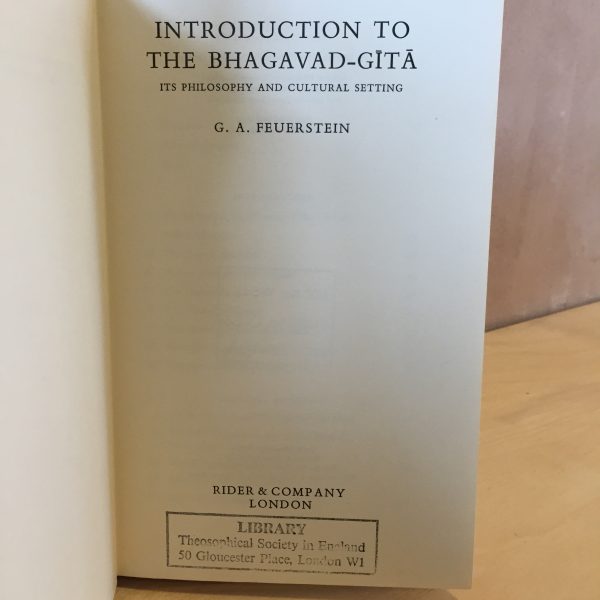 INTRODUCTION TO
THE BHAGAVAD-GĪTĀ
ITS PHILOSOPHY AND CULTURAL SETTING
G. A. FEUERSTEIN
RIDER & COMPANY
LONDON
LIBRARY
Theosophical Society in England
50 Gloucester Place, London W1